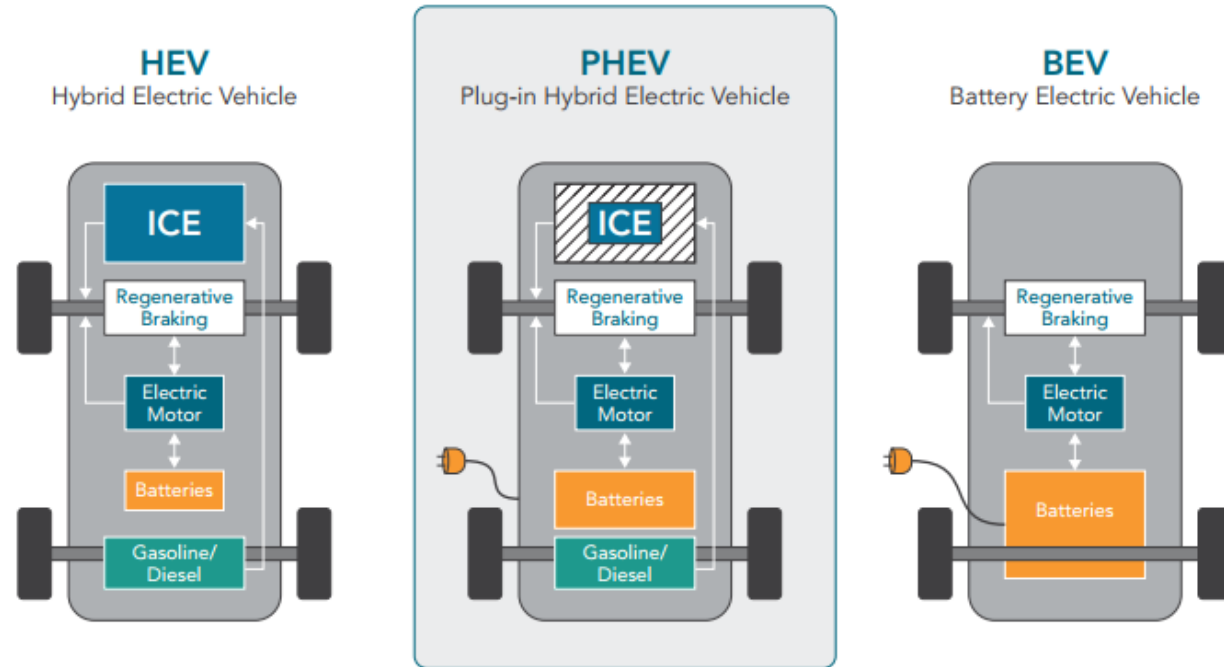 HEV
Hybrid Electric Vehicle
ICE
Regenerative
Braking
Electric
Motor
Batteries
Gasoline/
Diesel
PHEV
Plug-in Hybrid Electric Vehicle
ICE
Regenerative
Braking
Electric
Motor
Batteries
Gasoline/
Diesel
BEV
Battery Electric Vehicle
Regenerative
Braking
Electric
Motor
Batteries